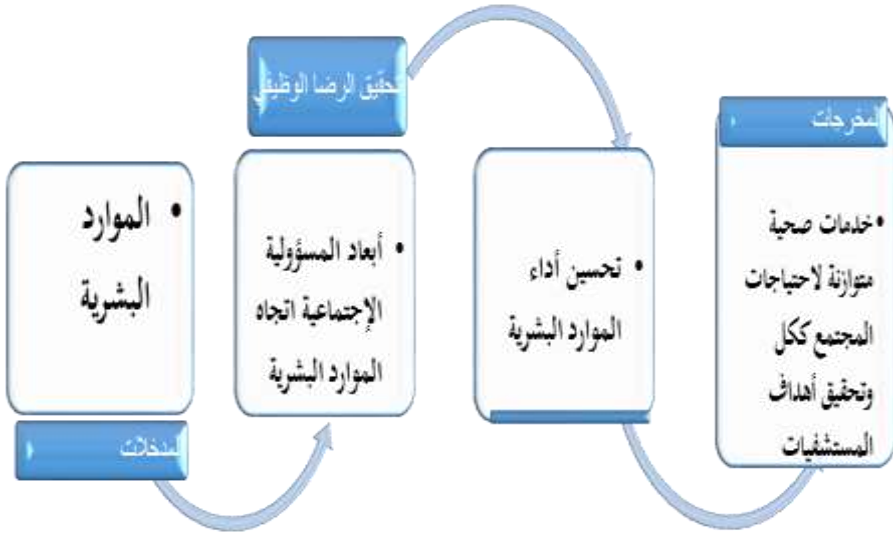 الموارد
البشرية
المدخلات
تحقيق الرضا الوظيفي
أبعاد المسؤولية
الإجتماعية اتجاه
الموارد البشرية
تحسين أداء
الموارد البشرية
المخرجات
خدمات صحية
متوازنة لاحتياجات
المجتمع ككل
وتحقيق أهداف
المستشفيات